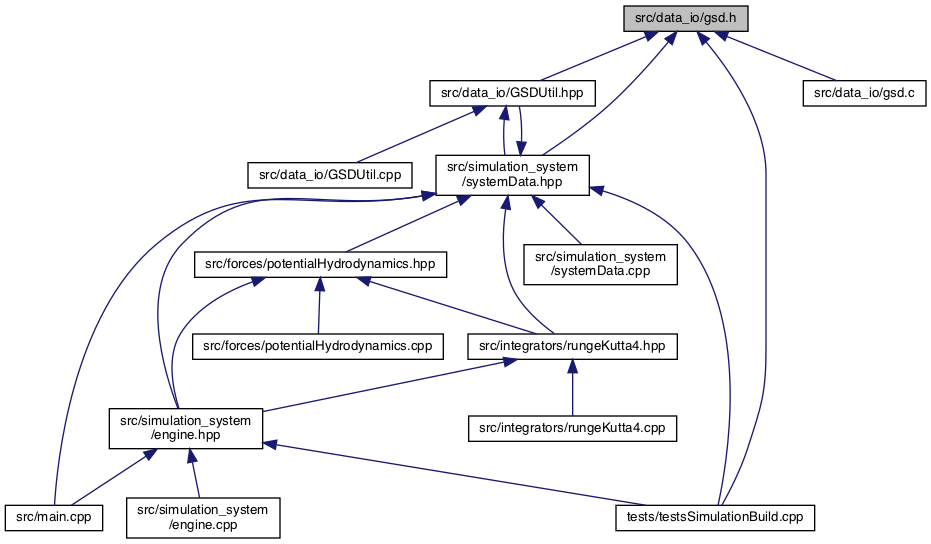 src/data_io/gsd.h
src/data_io/GSDUtil.hpp
src/data_io/gsd.c
src/data_io/GSDUtil.cpp
src/simulation_system
/systemData.hpp
src/forces/potentialHydrodynamics.hpp
src/simulation_system
/systemData.cpp
src/forces/potentialHydrodynamics.cpp
src/integrators/rungeKutta4.hpp
src/simulation_system
/engine.hpp
src/integrators/rungeKutta4.cpp
src/main.cpp
src/simulation_system
/engine.cpp
tests/testsSimulationBuild.cpp